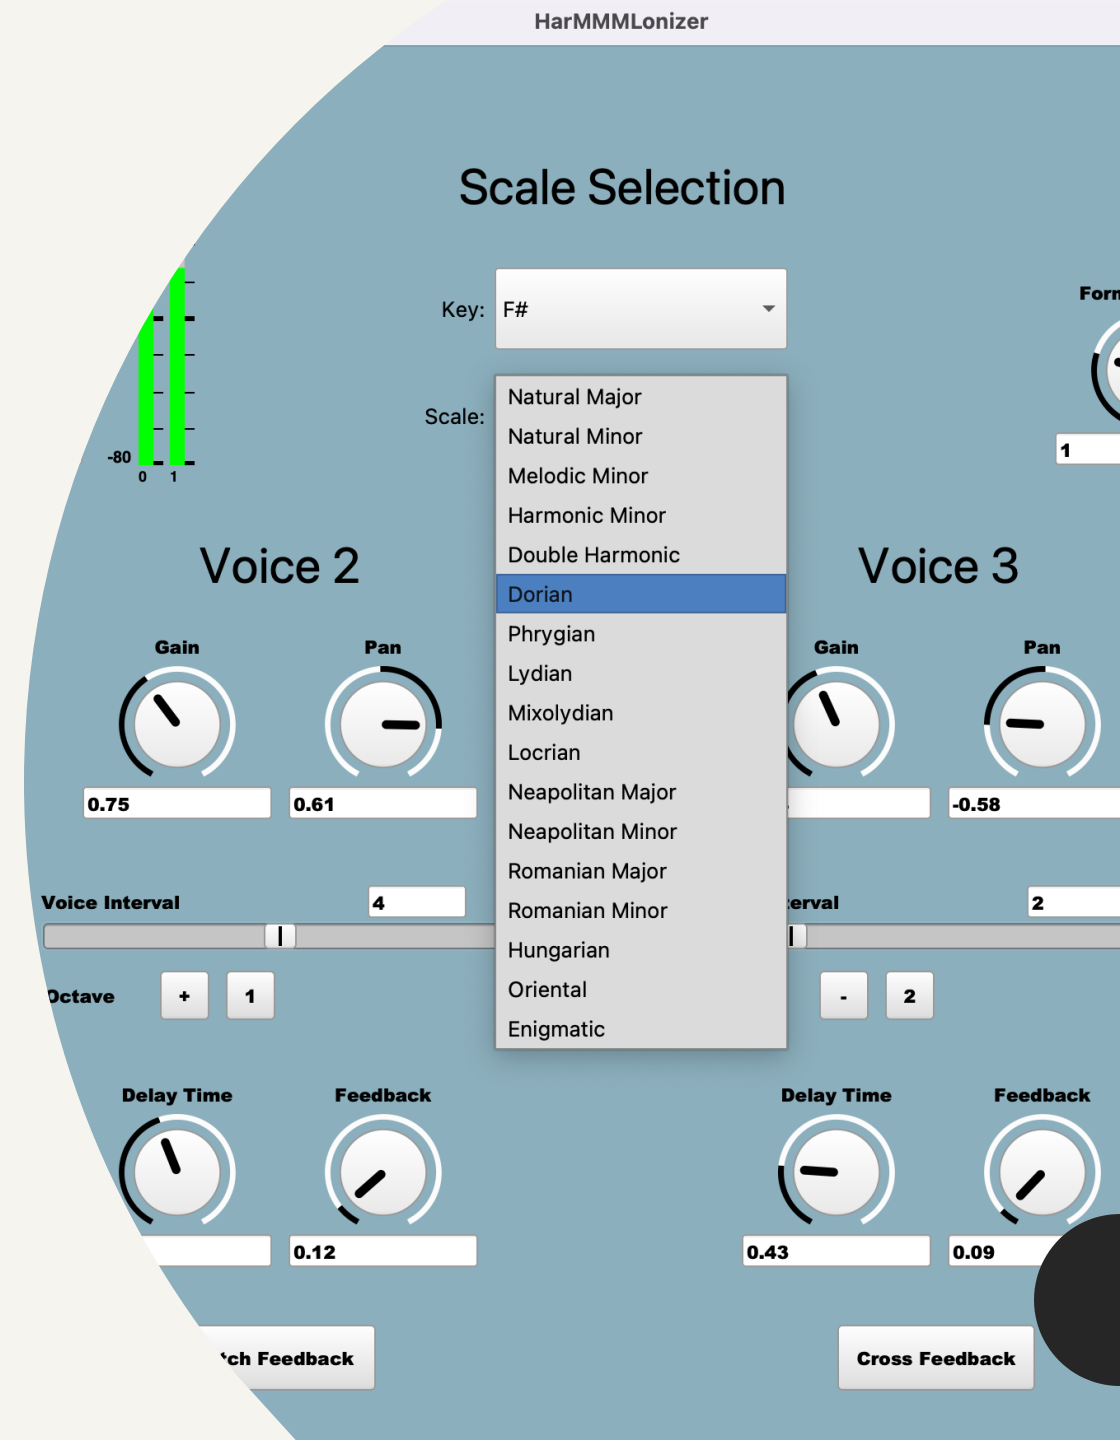 HarMMMLonizer
Scale Selection
Key: F#
Scale:
Natural Major
Natural Minor
Melodic Minor
Harmonic Minor
Double Harmonic
Dorian
Phrygian
Lydian
Mixolydian
Locrian
Neapolitan Major
Neapolitan Minor
Romanian Major
Romanian Minor
Hungarian
Oriental
Enigmatic
-80
0 1
1
Voice 2
Gain Pan
0.75 0.61
Voice Interval 4
Octave + 1
Delay Time Feedback
0.12
Feedback
Voice 3
Gain Pan
-0.58
2
- 2
Delay Time Feedback
0.43 0.09
Cross Feedback